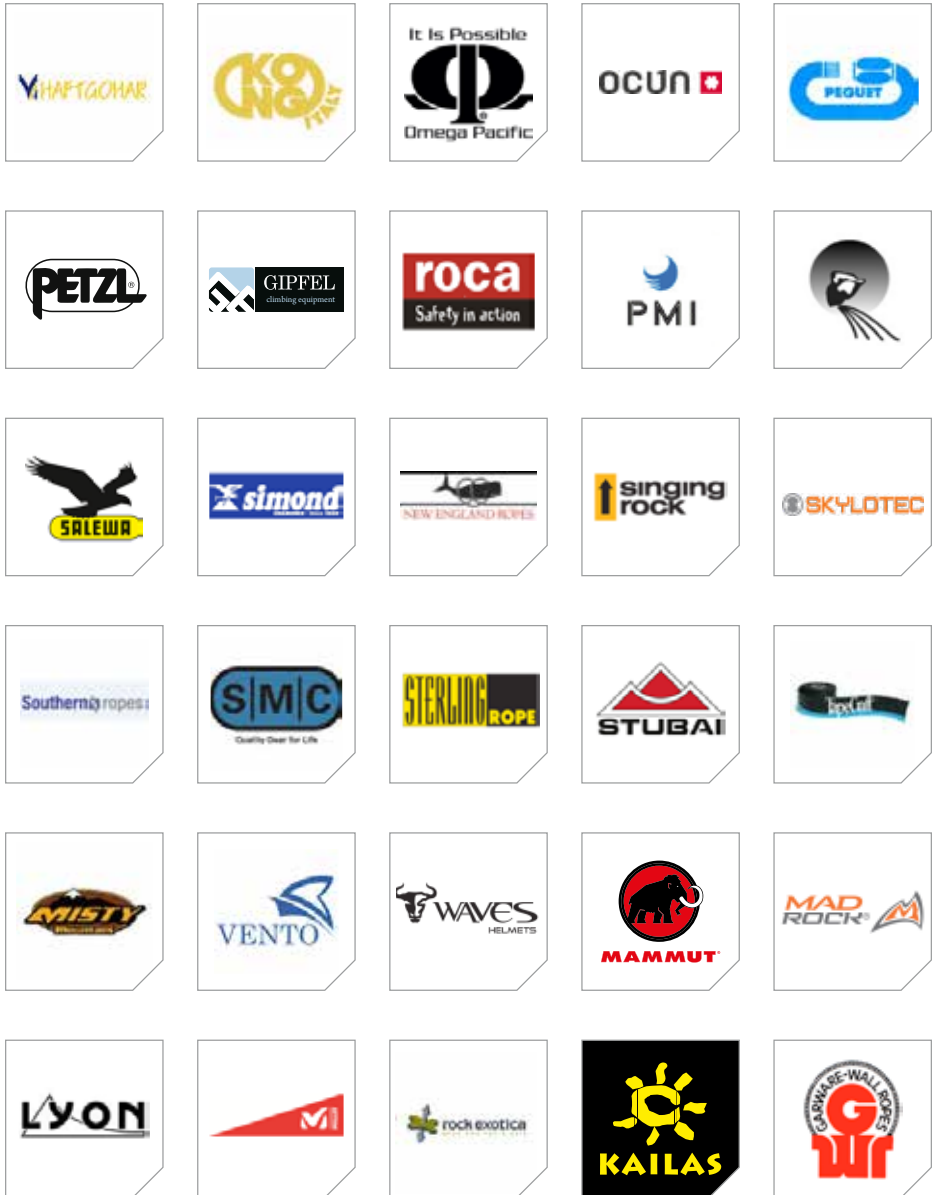 HAFTGOHAR
KONG
ITALY
It Is Possible
®
Omega Pacific
OCUN
PEGUET
PETZL®
GIPFEL
climbing equipment
roca
Safety in action
PMI
SALEWA
simond
NEW ENGLAND ROPES
singing
rock
SKYLOTEC
Southern ropes
S|M|C
Quality Gear for Life
STERLING
ROPE
STUBAI
TapeCraft
MISTY
VENTO
WAVES
HELMETS
MAMMUT®
MAD
ROCK®
LYON
M
rock exotica
KAILAS
GARWARE-WALL ROPES
G
Wr